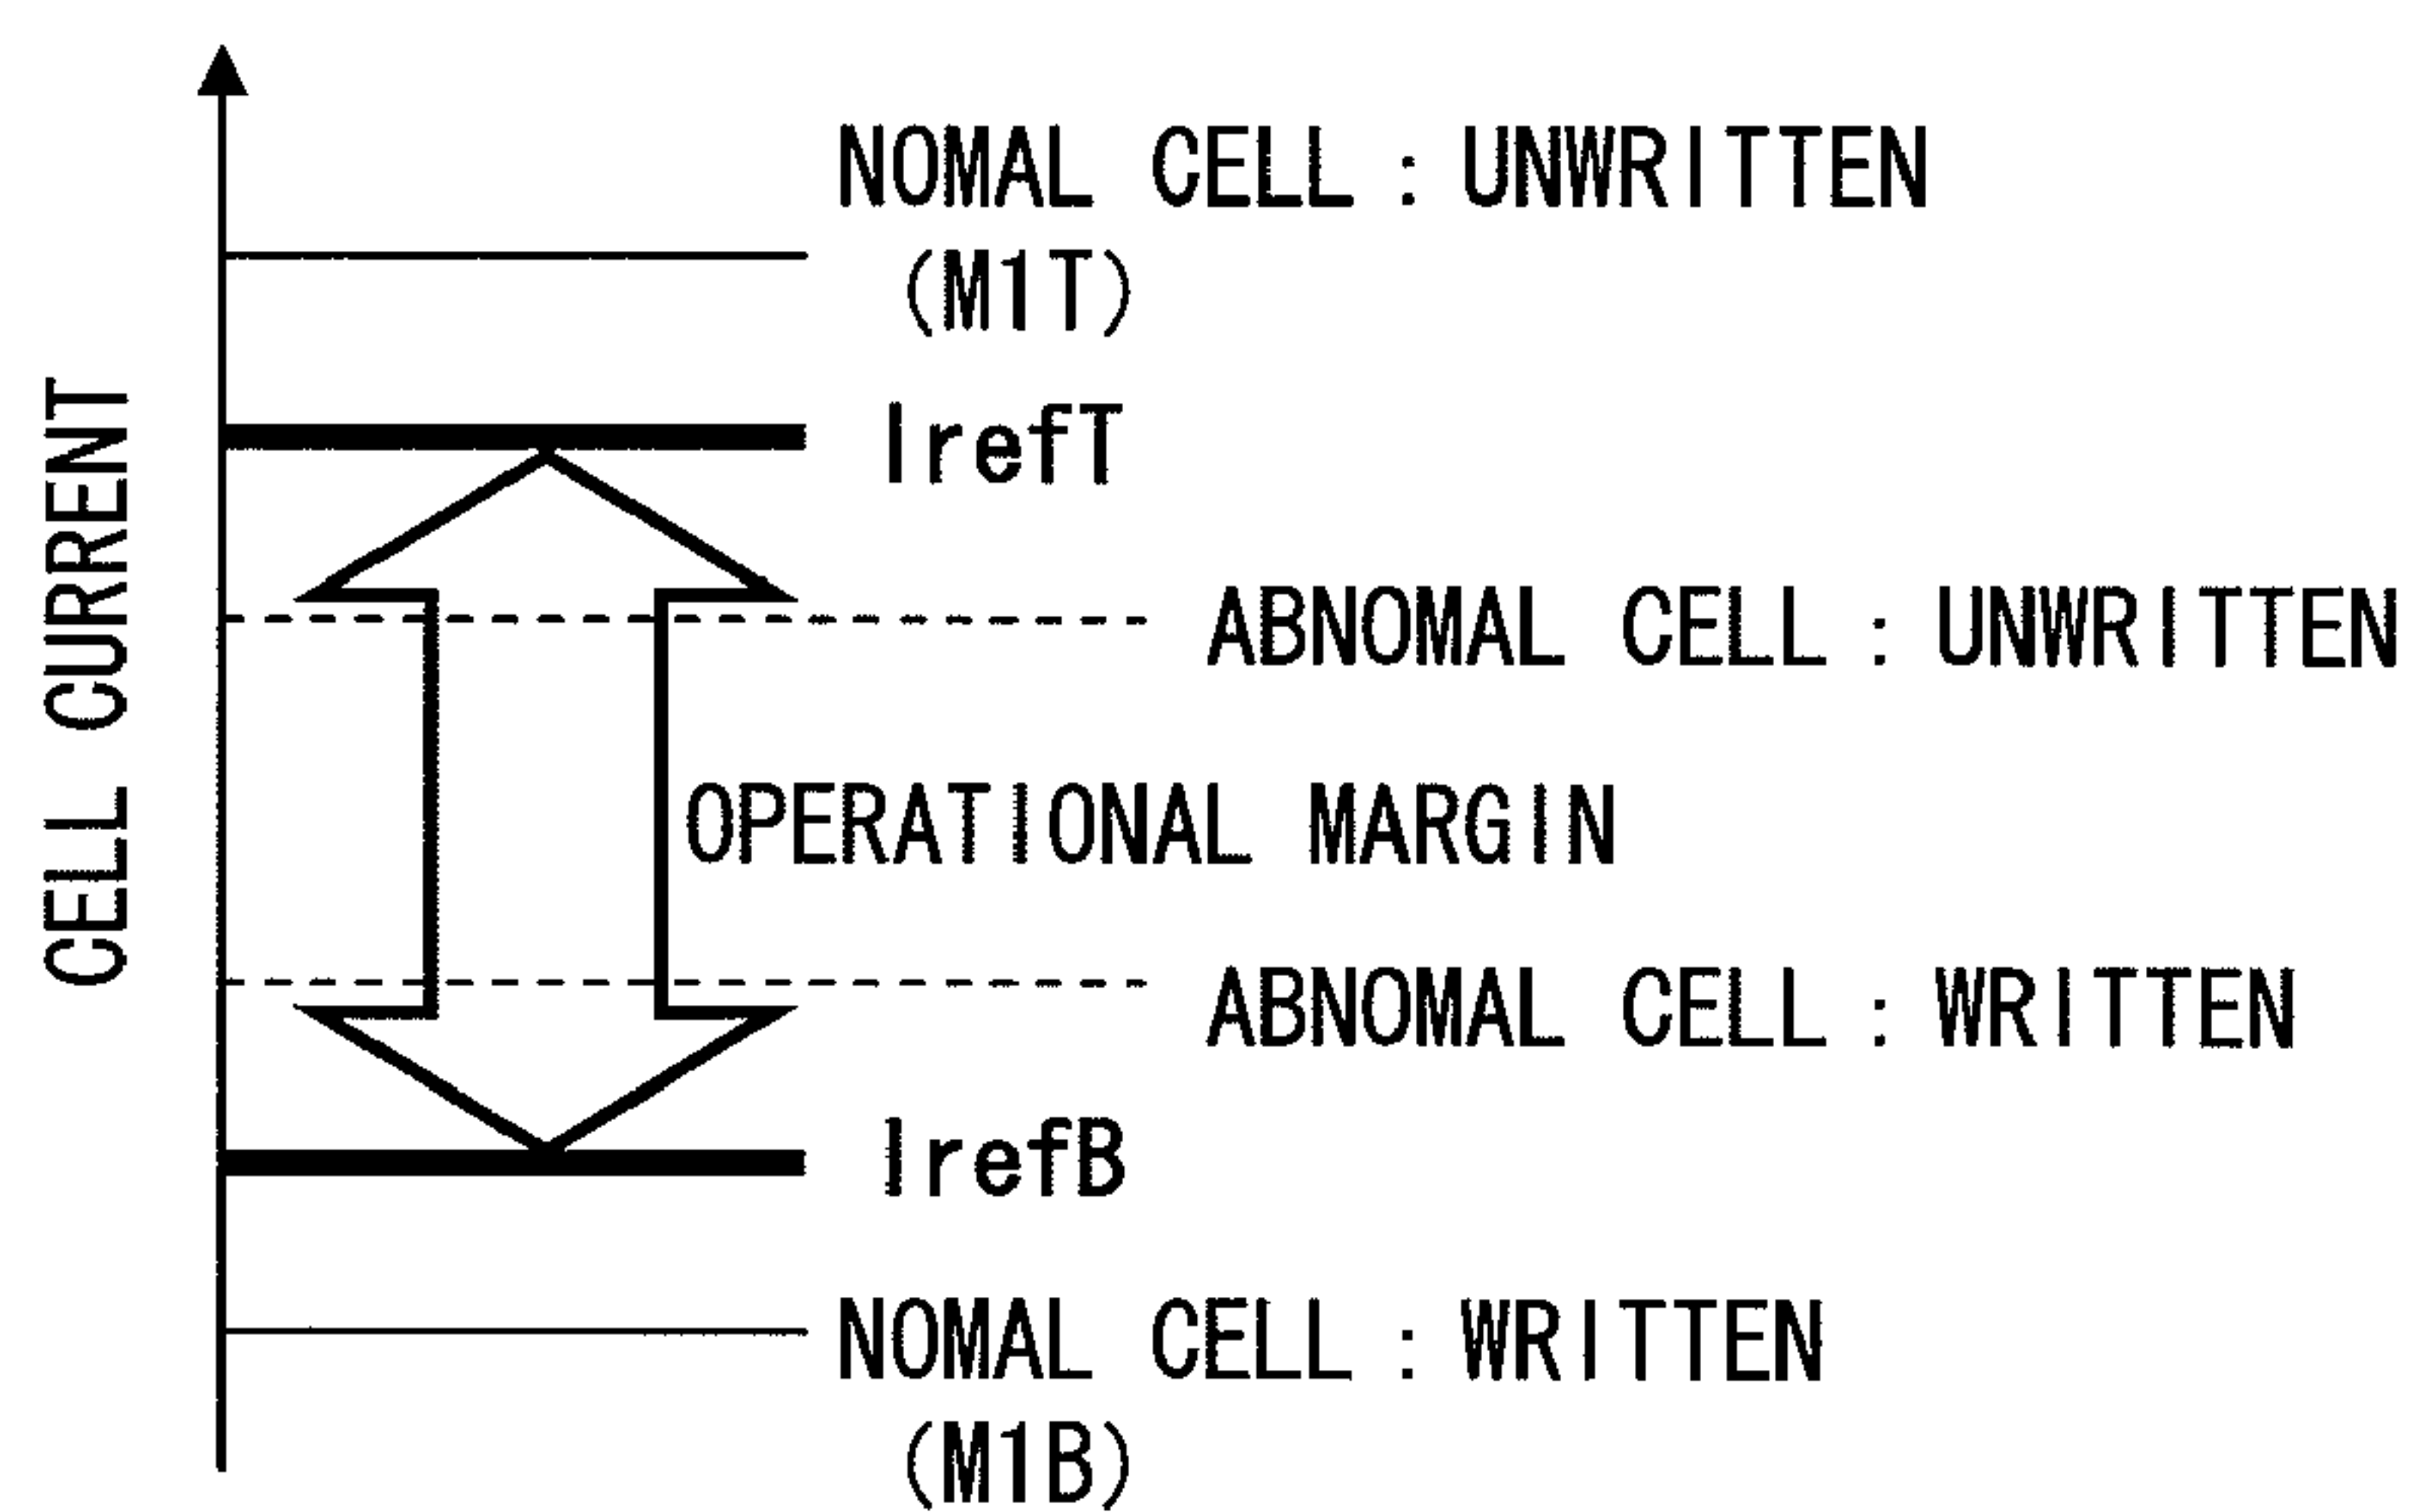 NOMAL CELL : UNWRITTEN
(M1T)
IrefT
CELL CURRENT
ABNOMAL CELL : UNWRITTEN
OPERATIONAL MARGIN
ABNOMAL CELL : WRITTEN
IrefB
NOMAL CELL : WRITTEN
(M1B)